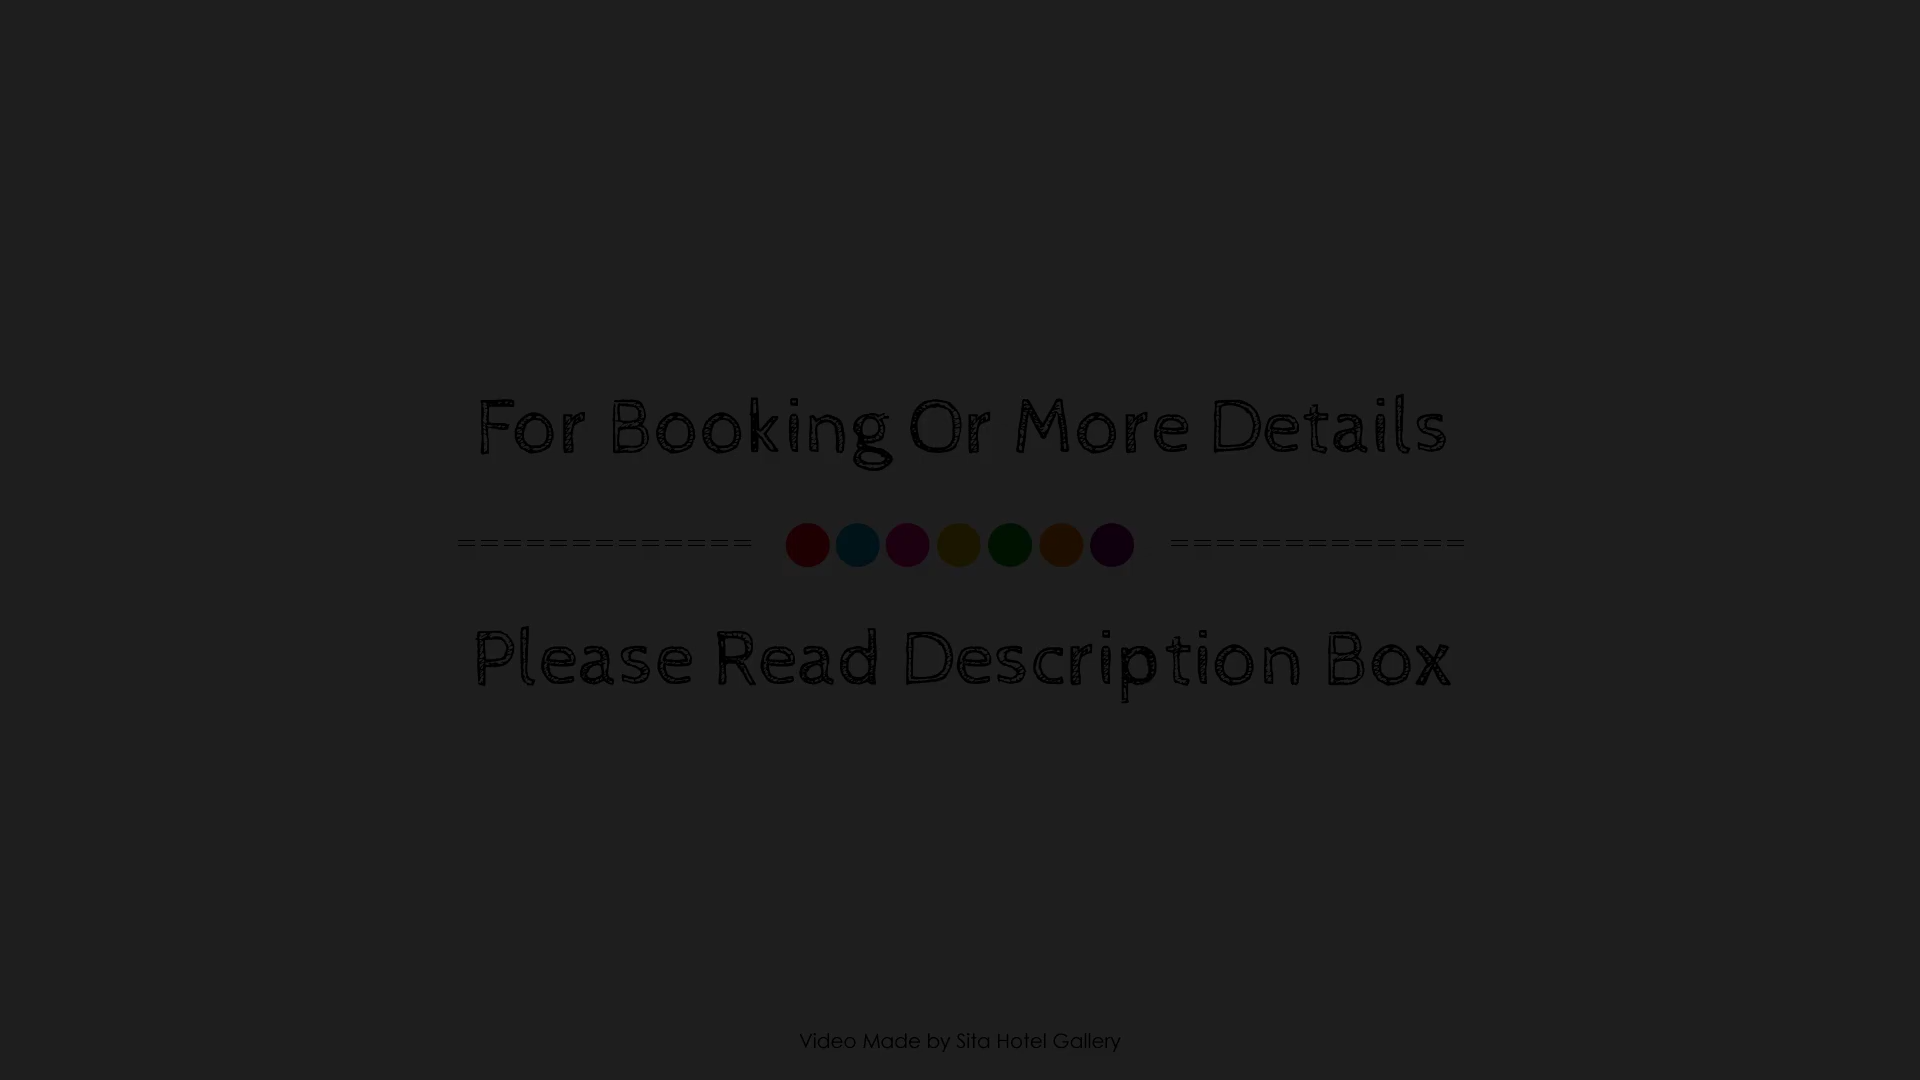 For Booking Or More Details
============= =============
Please Read Description Box
Video Made by Sita Hotel Gallery